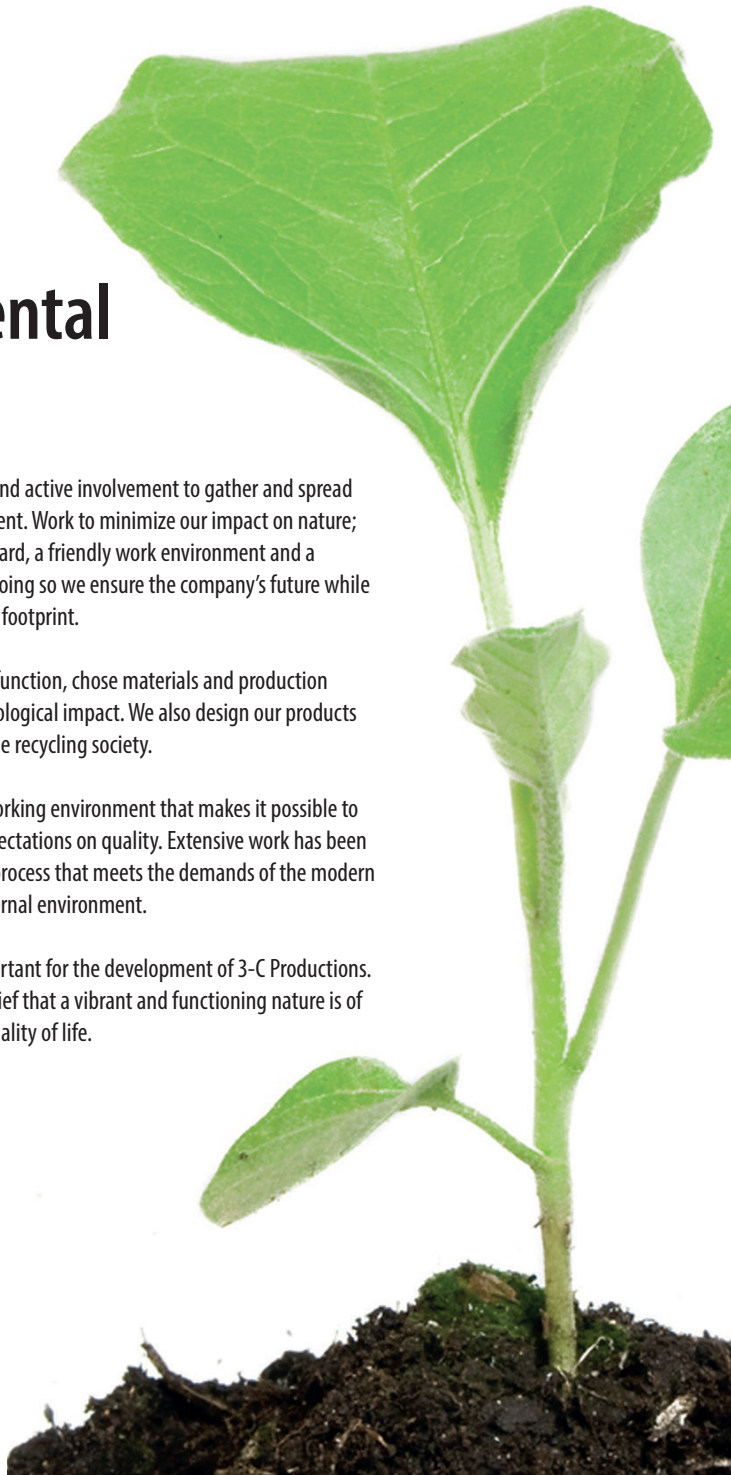 ental
nd active involvement to gather and spread
ent. Work to minimize our impact on nature;
ard, a friendly work environment and a
oing so we ensure the company’s future while
footprint.
function, chose materials and production
ological impact. We also design our products
e recycling society.
orking environment that makes it possible to
ectations on quality. Extensive work has been
process that meets the demands of the modern
rnal environment.
rtant for the development of 3-C Productions.
ief that a vibrant and functioning nature is of
ality of life.